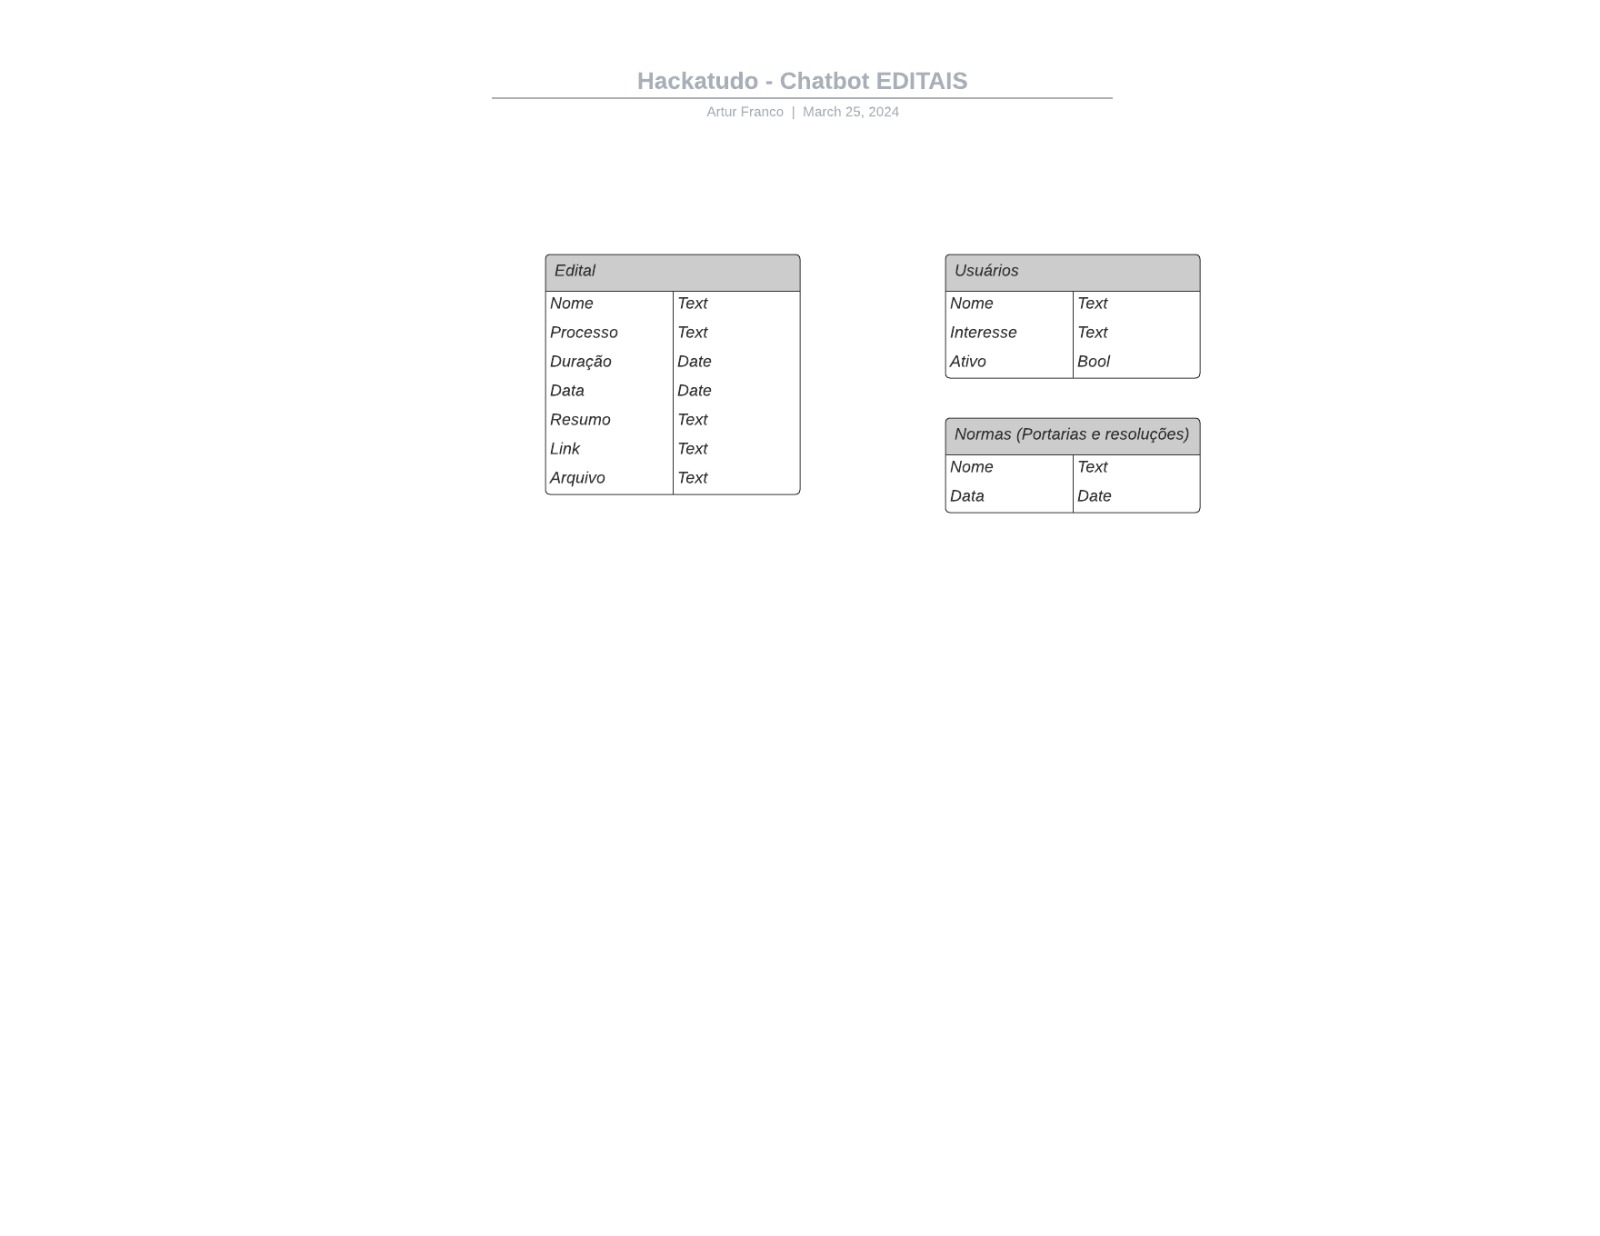 Hackatudo - Chatbot EDITAIS
Artur Franco | March 25, 2024
Edital
Nome Text
Processo Text
Duração Date
Data Date
Resumo Text
Link Text
Arquivo Text
Usuários
Nome Text
Interesse Text
Ativo Bool
Normas (Portarias e resoluções)
Nome Text
Data Date